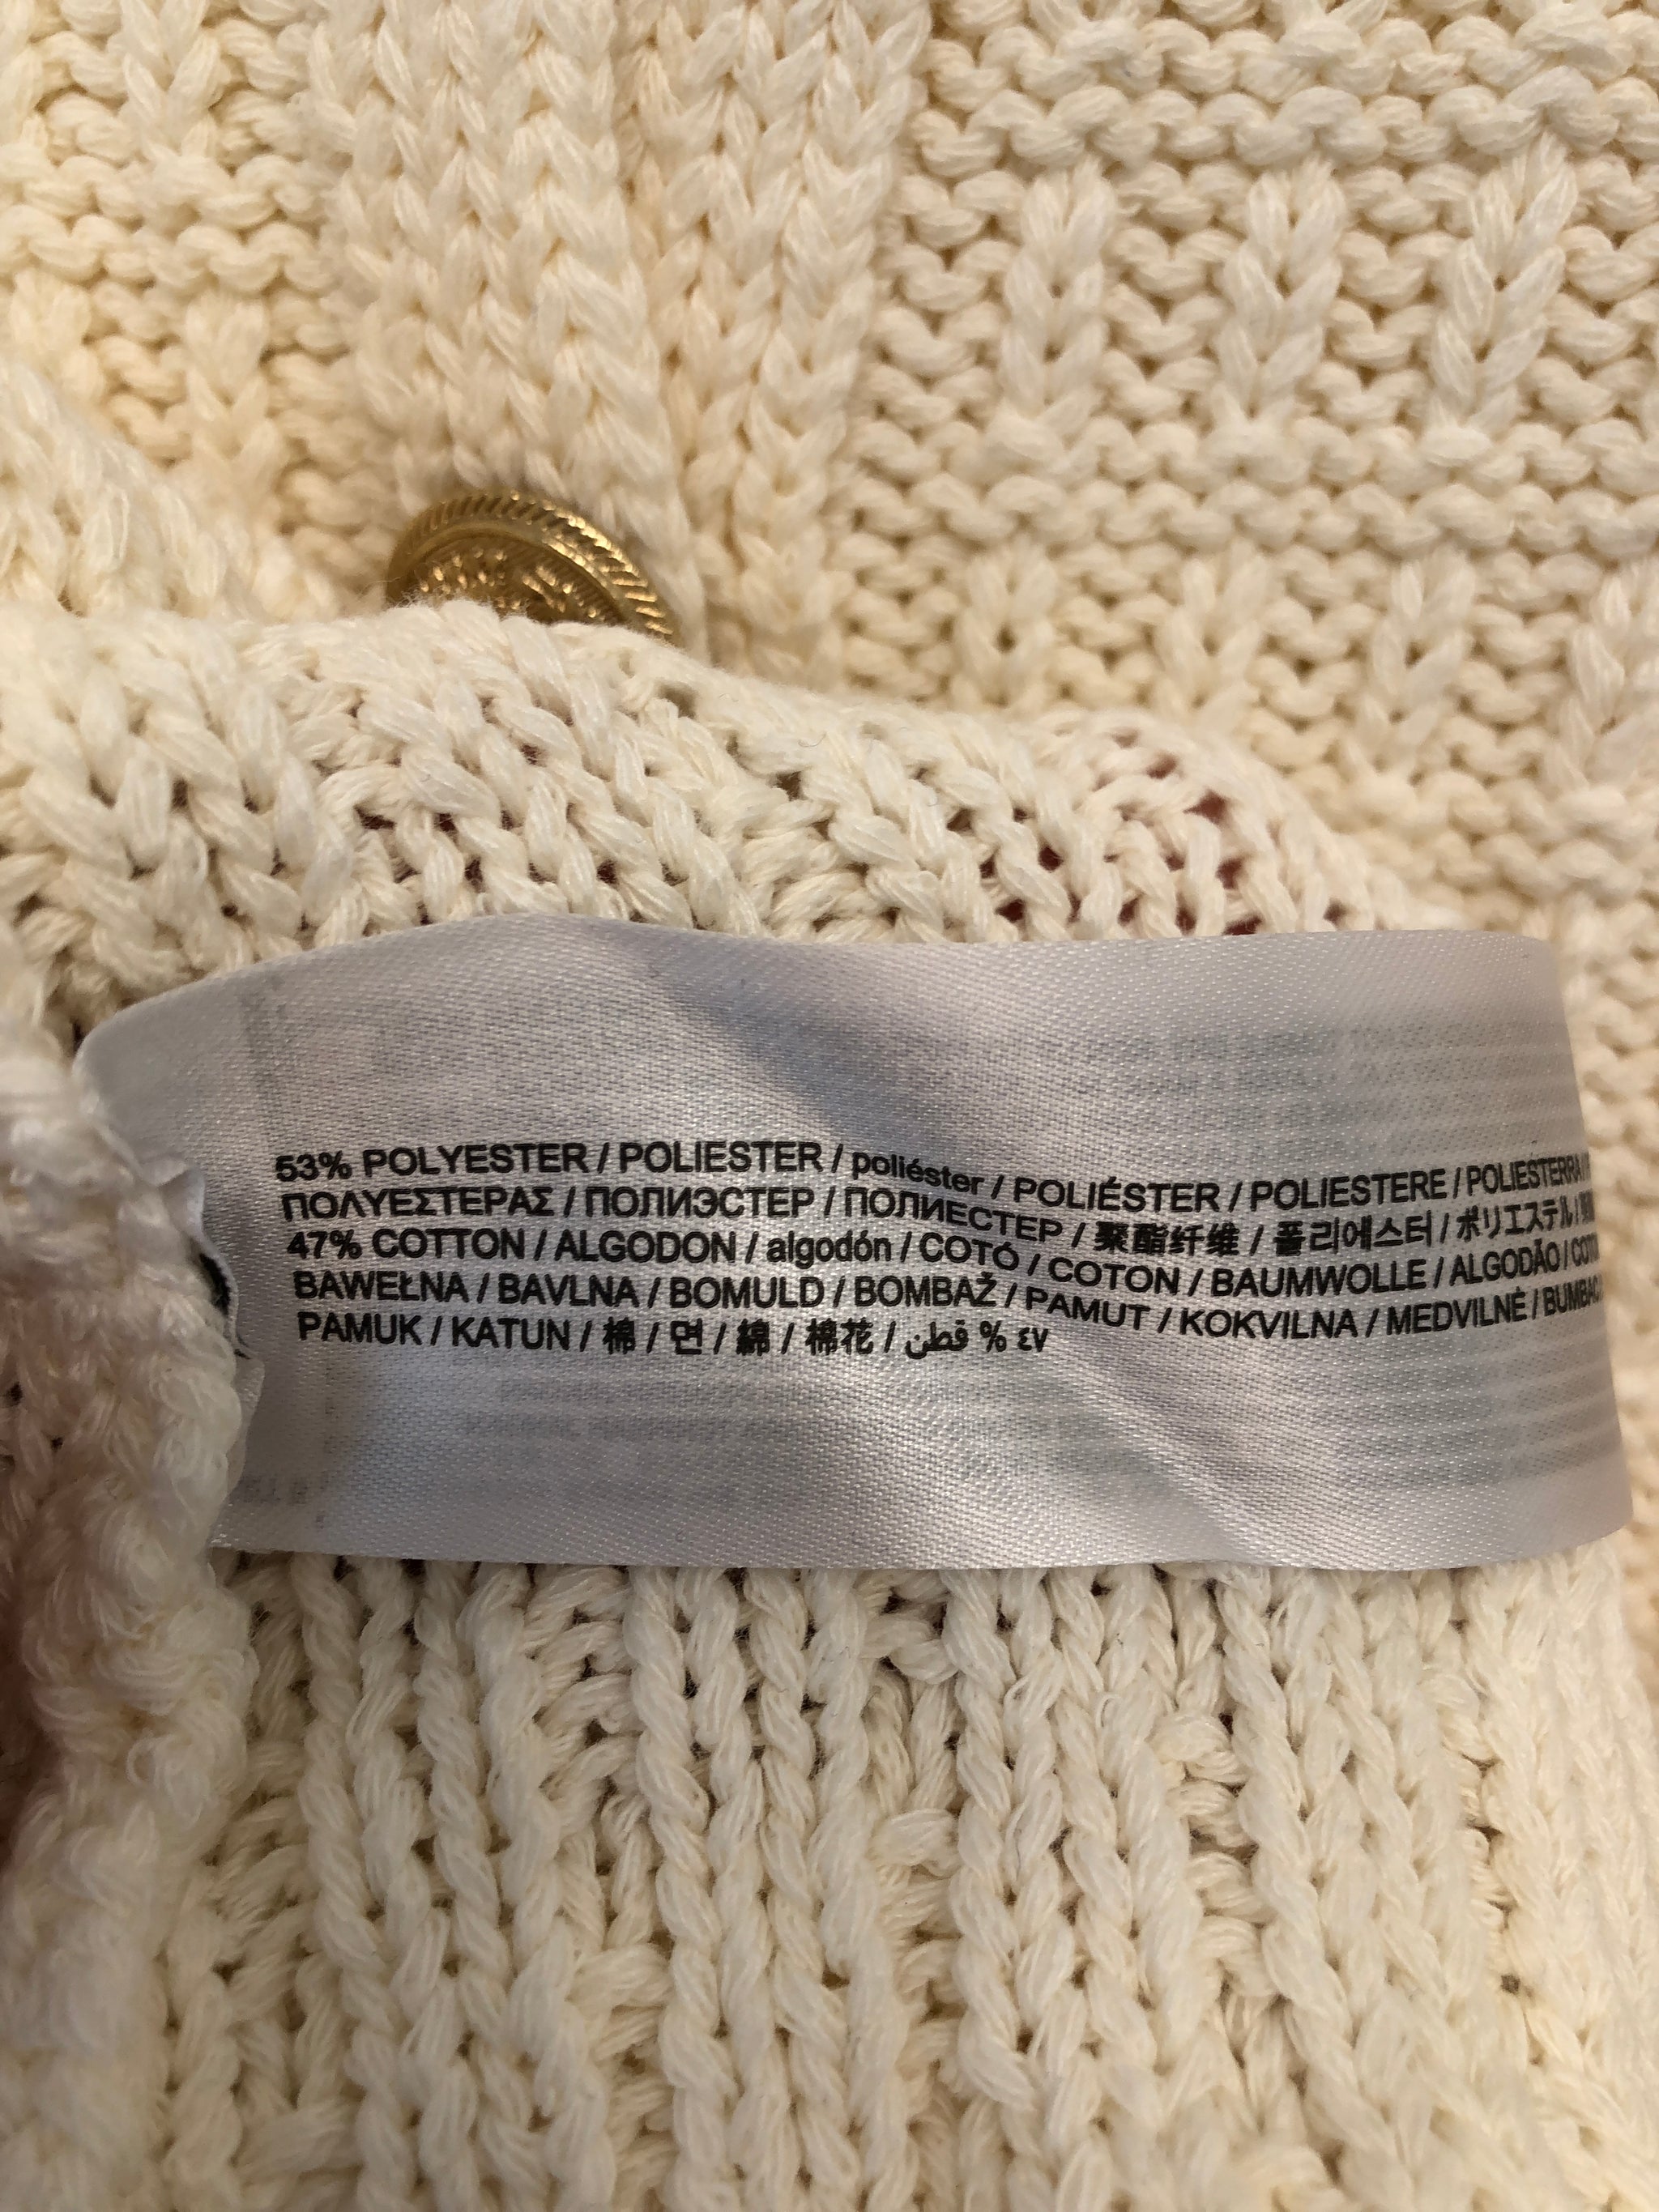 53% POLYESTER / POLIESTER / poliéster / POLIÉSTER / POLIESTERE / POLIESTERRA /
ΠΟΛΥΕΣΤΕΡΑΣ / ПОЛИЭСТЕР / ПОЛИЕСТЕР / 聚酯纤维 / 폴리에스터 / ポリエステル /
47% COTTON / ALGODON / algodón / COTÓ / COTON / BAUMWOLLE / ALGODÃO /
BAWEŁNA / BAVLNA / BOMULD / BOMBAŽ / PAMUT / KOKVILNA / MEDVILNĖ /
PAMUK / KATUN / 棉 / 면 / 綿 / 棉花 / قطن % ٤٧